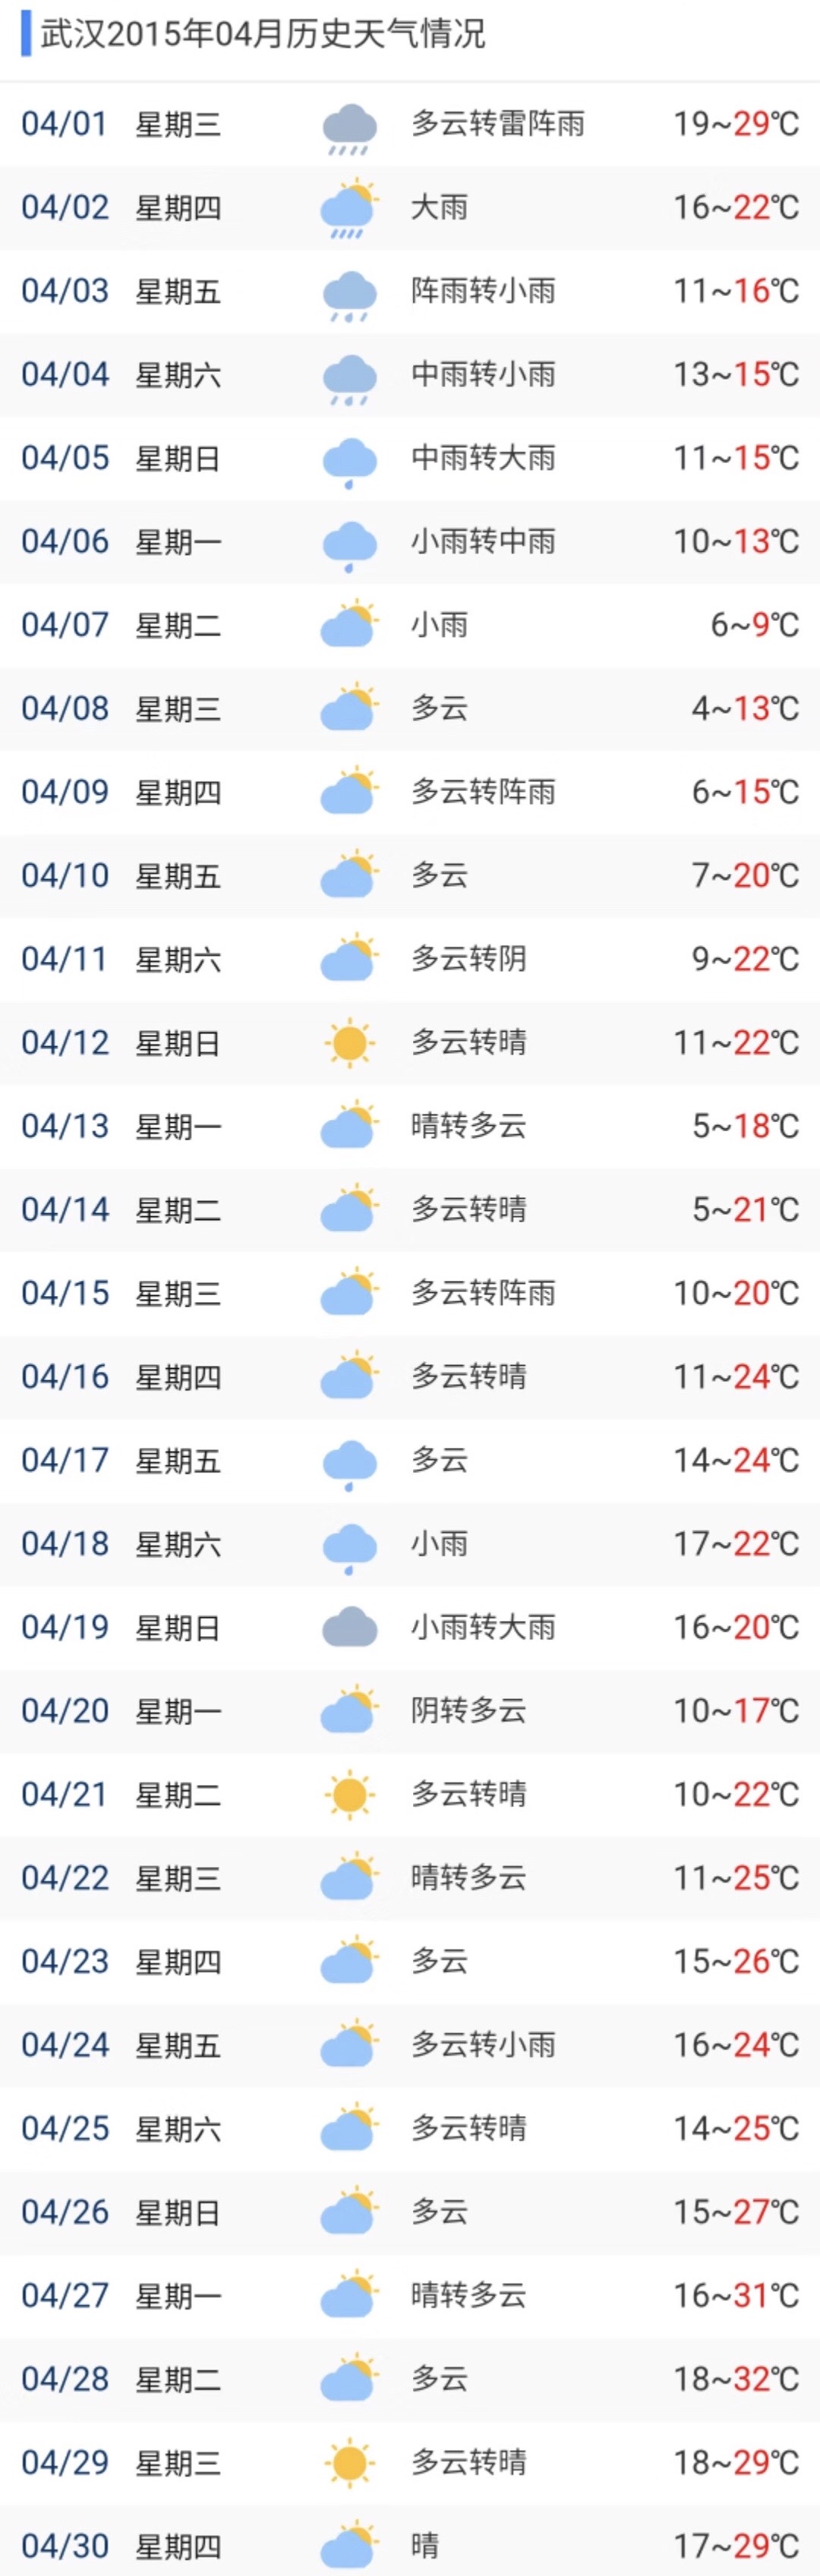 武汉2015年04月历史天气情况
04/01 星期三 多云转雷阵雨 19~29℃
04/02 星期四 大雨 16~22℃
04/03 星期五 阵雨转小雨 11~16℃
04/04 星期六 中雨转小雨 13~15℃
04/05 星期日 中雨转大雨 11~15℃
04/06 星期一 小雨转中雨 10~13℃
04/07 星期二 小雨 6~9℃
04/08 星期三 多云 4~13℃
04/09 星期四 多云转阵雨 6~15℃
04/10 星期五 多云 7~20℃
04/11 星期六 多云转阴 9~22℃
04/12 星期日 多云转晴 11~22℃
04/13 星期一 晴转多云 5~18℃
04/14 星期二 多云转晴 5~21℃
04/15 星期三 多云转阵雨 10~20℃
04/16 星期四 多云转晴 11~24℃
04/17 星期五 多云 14~24℃
04/18 星期六 小雨 17~22℃
04/19 星期日 小雨转大雨 16~20℃
04/20 星期一 阴转多云 10~17℃
04/21 星期二 多云转晴 10~22℃
04/22 星期三 晴转多云 11~25℃
04/23 星期四 多云 15~26℃
04/24 星期五 多云转小雨 16~24℃
04/25 星期六 多云转晴 14~25℃
04/26 星期日 多云 15~27℃
04/27 星期一 晴转多云 16~31℃
04/28 星期二 多云 18~32℃
04/29 星期三 多云转晴 18~29℃
04/30 星期四 晴 17~29℃